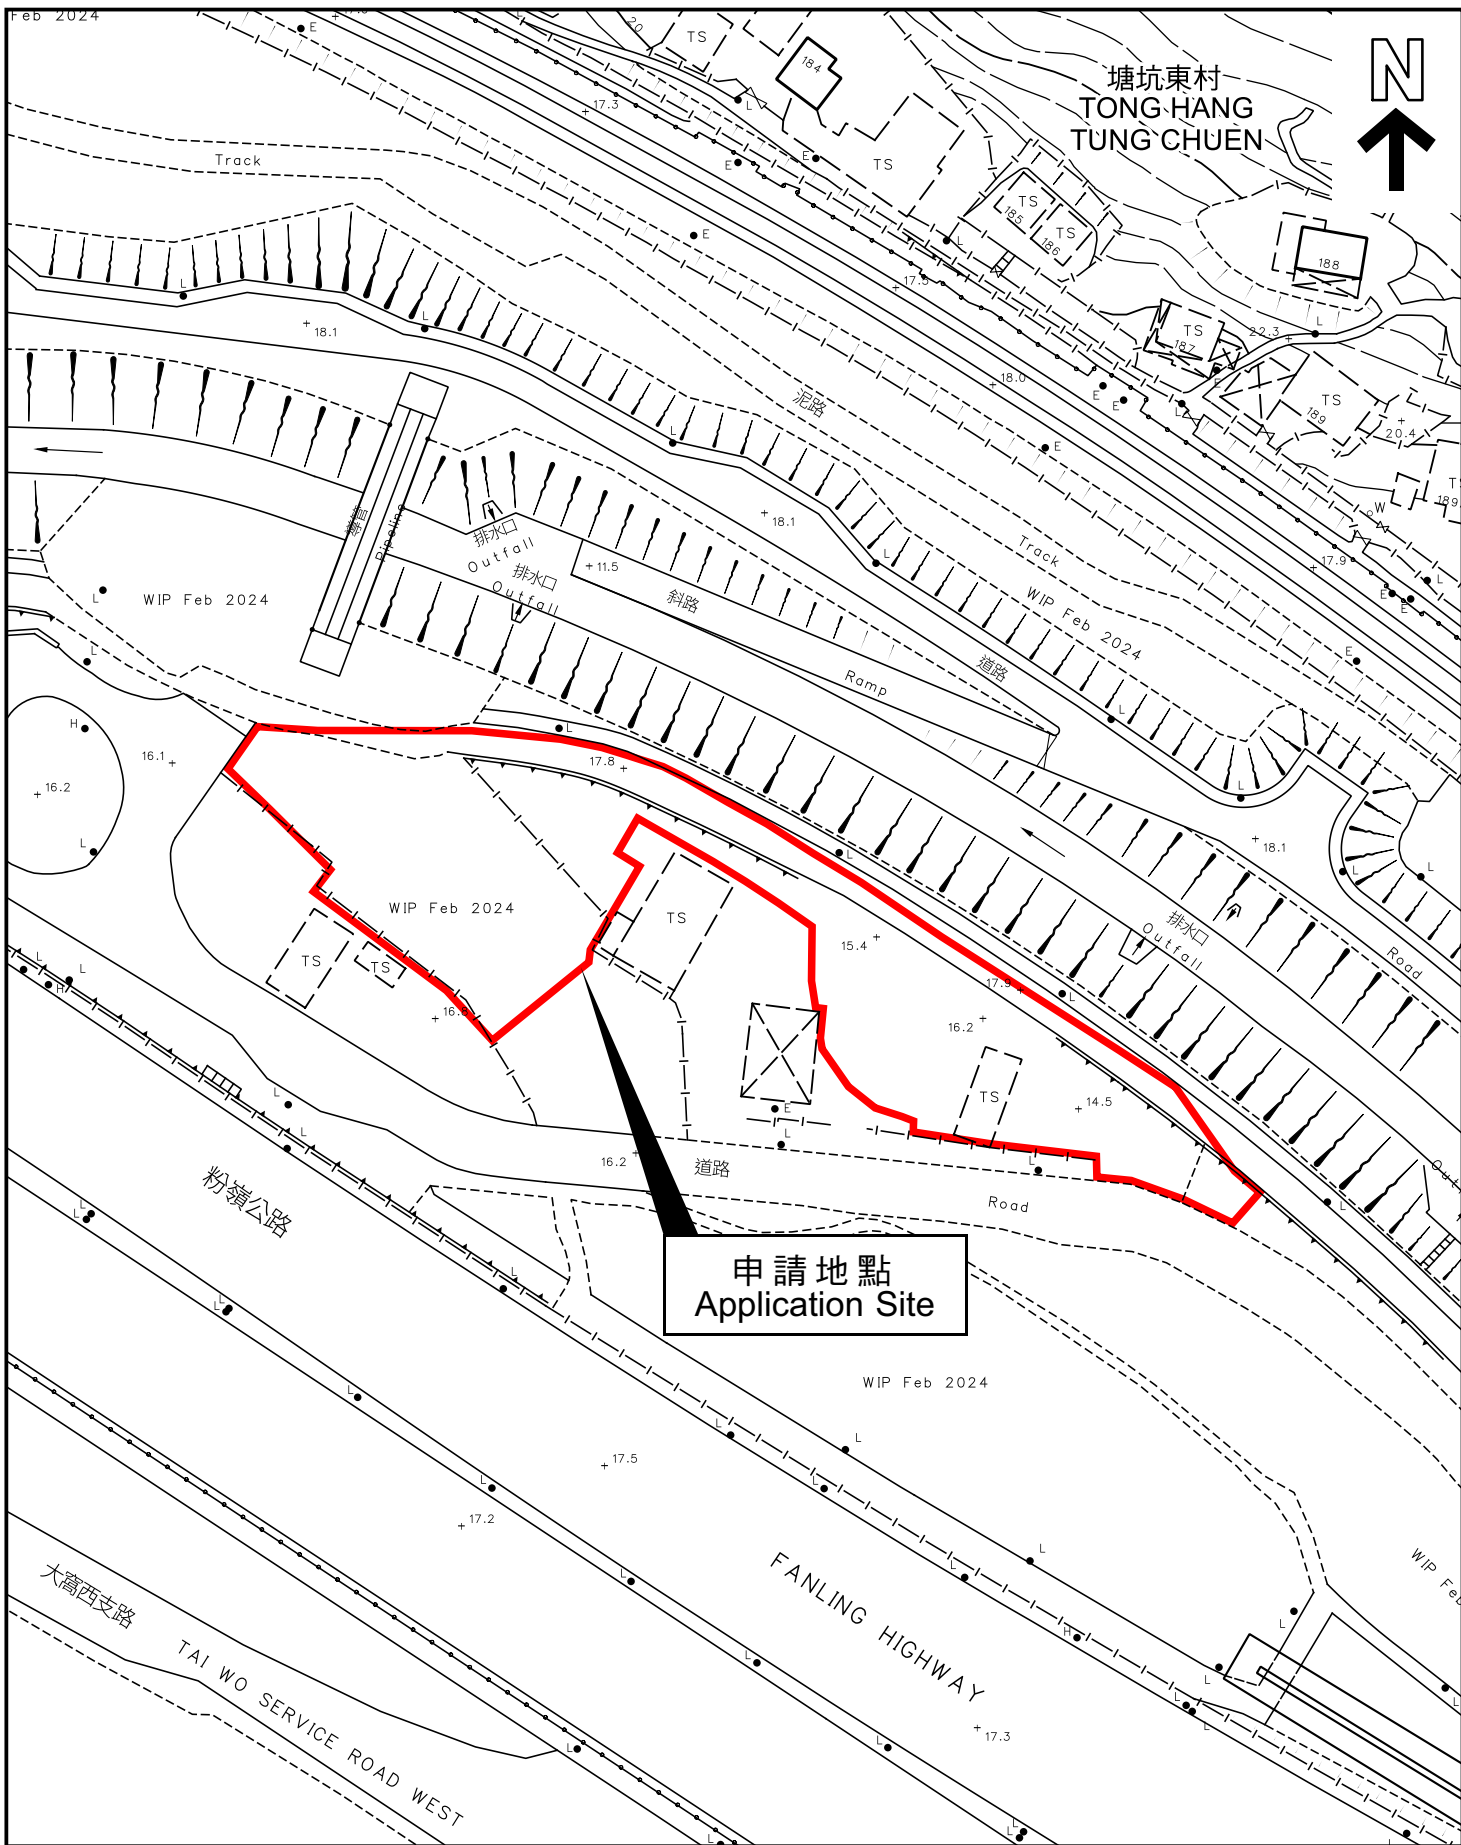 Feb 2024
E
20
TS
184
17.3
L
塘坑東村
TONG HANG
TUNG CHUEN
N
Track
E
E
TS
TS
185
TS
186
L
E
188
L
17.5
L
18.1
L
TS
187
22.3
L
E
18.0
E
E
L
TS
189
20.4
泥路
L
E
W
導管
Pipeline
排水口
Outfall
排水口
Outfall
18.1
11.5
斜路
L
Track
17.9
L
E
E
WIP Feb 2024
L
WIP Feb 2024
E
道路
Ramp
L
L
H
16.1
16.2
L
L
17.8
L
L
18.1
L
L
WIP Feb 2024
TS
TS
TS
15.4
排水口
Outfall
Road
L
L
H
16.8
17.9
L
16.2
TS
14.5
L
L
E
L
16.2
道路
L
Road
L
粉嶺公路
L
L
申請地點
Application Site
L
L
L
L
WIP Feb 2024
L
L
L
17.5
L
L
17.2
L
L
L
FANLING HIGHWAY
大窩西支路
TAI WO SERVICE ROAD WEST
H
L
L
L
L
L
17.3
L
L
L
L